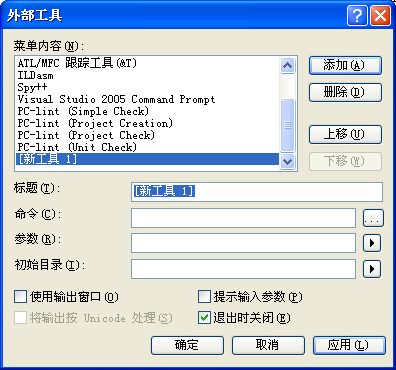 外部工具
菜单内容(N):
ATL/MFC 跟踪工具(&T)
ILDasm
Spy++
Visual Studio 2005 Command Prompt
PC-lint (Simple Check)
PC-lint (Project Creation)
PC-lint (Project Check)
PC-lint (Unit Check)
[新工具 1]
添加(A)
删除(D)
上移(U)
下移(W)
标题(T):
[新工具 1]
命令(C):
...
参数(R):
初始目录(I):
使用输出窗口(O)
提示输入参数(P)
将输出按 Unicode 处理(S)
退出时关闭(E)
确定
取消
应用(L)